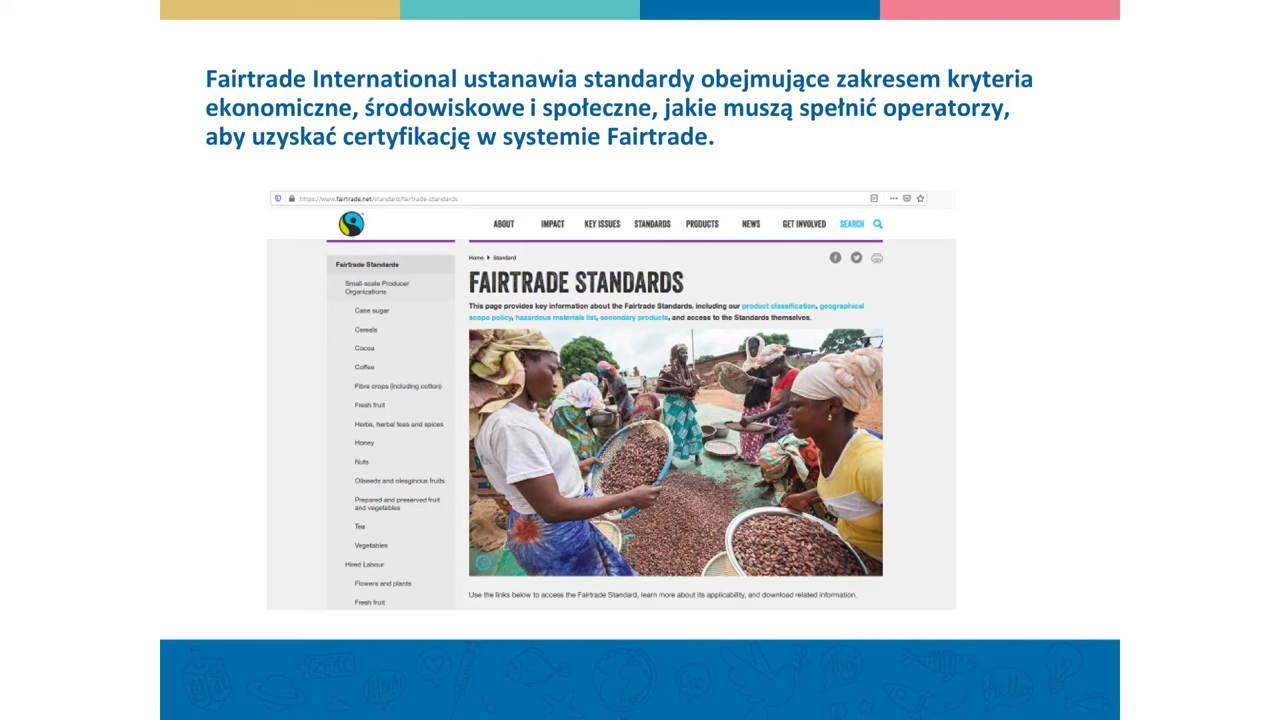 Fairtrade International ustanawia standardy obejmujące zakresem kryteria
ekonomiczne, środowiskowe i społeczne, jakie muszą spełnić operatorzy,
aby uzyskać certyfikację w systemie Fairtrade.
https://www.fairtrade.net/standard/fairtrade-standards
ABOUT IMPACT KEY ISSUES STANDARDS PRODUCTS NEWS GET INVOLVED SEARCH
Fairtrade Standards
Small-scale Producer
Organizations
Cane sugar
Cereals
Cocoa
Coffee
Fibre crops (including cotton)
Fresh fruit
Herbs, herbal teas and spices
Honey
Nuts
Oilseeds and oleaginous fruits
Prepared and preserved fruit
and vegetables
Tea
Vegetables
Hired Labour
Flowers and plants
Fresh fruit
Home Standard
FAIRTRADE STANDARDS
This page provides key information about the Fairtrade Standards, including our product classification, geographical
scope policy, hazardous materials list, secondary products, and access to the Standards themselves.
Use the links below to access the Fairtrade Standard, learn more about its applicability, and download related information.
hello